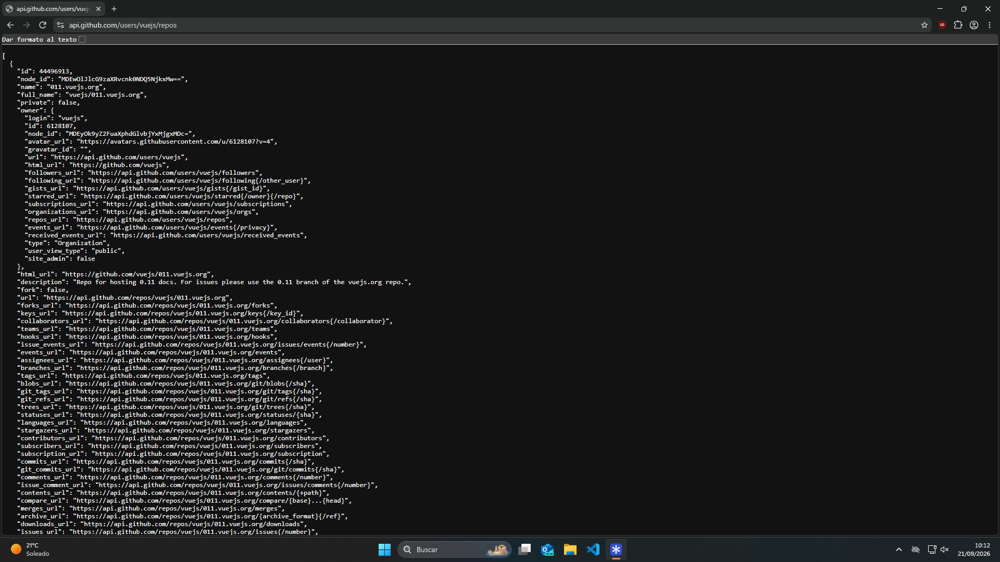 api.github.com/users/vuejs
api.github.com/users/vuejs/repos
Dar formato al texto
[
{
"id": 44496913,
"node_id": "MDEwOlJlcG9zaXRvcnk0NDQ5NjkxMw==",
"name": "011.vuejs.org",
"full_name": "vuejs/011.vuejs.org",
"private": false,
"owner": {
"login": "vuejs",
"id": 6128107,
"node_id": "MDEyOk9yZ2FuaXphdGlvbjYxMjgxMDc=",
"avatar_url": "https://avatars.githubusercontent.com/u/6128107?v=4",
"gravatar_id": "",
"url": "https://api.github.com/users/vuejs",
"html_url": "https://github.com/vuejs",
"followers_url": "https://api.github.com/users/vuejs/followers",
"following_url": "https://api.github.com/users/vuejs/following{/other_user}",
"gists_url": "https://api.github.com/users/vuejs/gists{/gist_id}",
"starred_url": "https://api.github.com/users/vuejs/starred{/owner}{/repo}",
"subscriptions_url": "https://api.github.com/users/vuejs/subscriptions",
"organizations_url": "https://api.github.com/users/vuejs/orgs",
"repos_url": "https://api.github.com/users/vuejs/repos",
"events_url": "https://api.github.com/users/vuejs/events{/privacy}",
"received_events_url": "https://api.github.com/users/vuejs/received_events",
"type": "Organization",
"user_view_type": "public",
"site_admin": false
},
"html_url": "https://github.com/vuejs/011.vuejs.org",
"description": "Repo for hosting 0.11 docs. For issues please use the 0.11 branch of the vuejs.org repo.",
"fork": false,
"url": "https://api.github.com/repos/vuejs/011.vuejs.org",
"forks_url": "https://api.github.com/repos/vuejs/011.vuejs.org/forks",
"keys_url": "https://api.github.com/repos/vuejs/011.vuejs.org/keys{/key_id}",
"collaborators_url": "https://api.github.com/repos/vuejs/011.vuejs.org/collaborators{/collaborator}",
"teams_url": "https://api.github.com/repos/vuejs/011.vuejs.org/teams",
"hooks_url": "https://api.github.com/repos/vuejs/011.vuejs.org/hooks",
"issue_events_url": "https://api.github.com/repos/vuejs/011.vuejs.org/issues/events{/number}",
"events_url": "https://api.github.com/repos/vuejs/011.vuejs.org/events",
"assignees_url": "https://api.github.com/repos/vuejs/011.vuejs.org/assignees{/user}",
"branches_url": "https://api.github.com/repos/vuejs/011.vuejs.org/branches{/branch}",
"tags_url": "https://api.github.com/repos/vuejs/011.vuejs.org/tags",
"blobs_url": "https://api.github.com/repos/vuejs/011.vuejs.org/git/blobs{/sha}",
"git_tags_url": "https://api.github.com/repos/vuejs/011.vuejs.org/git/tags{/sha}",
"git_refs_url": "https://api.github.com/repos/vuejs/011.vuejs.org/git/refs{/sha}",
"trees_url": "https://api.github.com/repos/vuejs/011.vuejs.org/git/trees{/sha}",
"statuses_url": "https://api.github.com/repos/vuejs/011.vuejs.org/statuses/{sha}",
"languages_url": "https://api.github.com/repos/vuejs/011.vuejs.org/languages",
"stargazers_url": "https://api.github.com/repos/vuejs/011.vuejs.org/stargazers",
"contributors_url": "https://api.github.com/repos/vuejs/011.vuejs.org/contributors",
"subscribers_url": "https://api.github.com/repos/vuejs/011.vuejs.org/subscribers",
"subscription_url": "https://api.github.com/repos/vuejs/011.vuejs.org/subscription",
"commits_url": "https://api.github.com/repos/vuejs/011.vuejs.org/commits{/sha}",
"git_commits_url": "https://api.github.com/repos/vuejs/011.vuejs.org/git/commits{/sha}",
"comments_url": "https://api.github.com/repos/vuejs/011.vuejs.org/comments{/number}",
"issue_comment_url": "https://api.github.com/repos/vuejs/011.vuejs.org/issues/comments{/number}",
"contents_url": "https://api.github.com/repos/vuejs/011.vuejs.org/contents/{+path}",
"compare_url": "https://api.github.com/repos/vuejs/011.vuejs.org/compare/{base}...{head}",
"merges_url": "https://api.github.com/repos/vuejs/011.vuejs.org/merges",
"archive_url": "https://api.github.com/repos/vuejs/011.vuejs.org/{archive_format}{/ref}",
"downloads_url": "https://api.github.com/repos/vuejs/011.vuejs.org/downloads",
"issues_url": "https://api.github.com/repos/vuejs/011.vuejs.org/issues{/number}",
21°C
Soleado
Buscar
NEW
10:12
21/09/2026